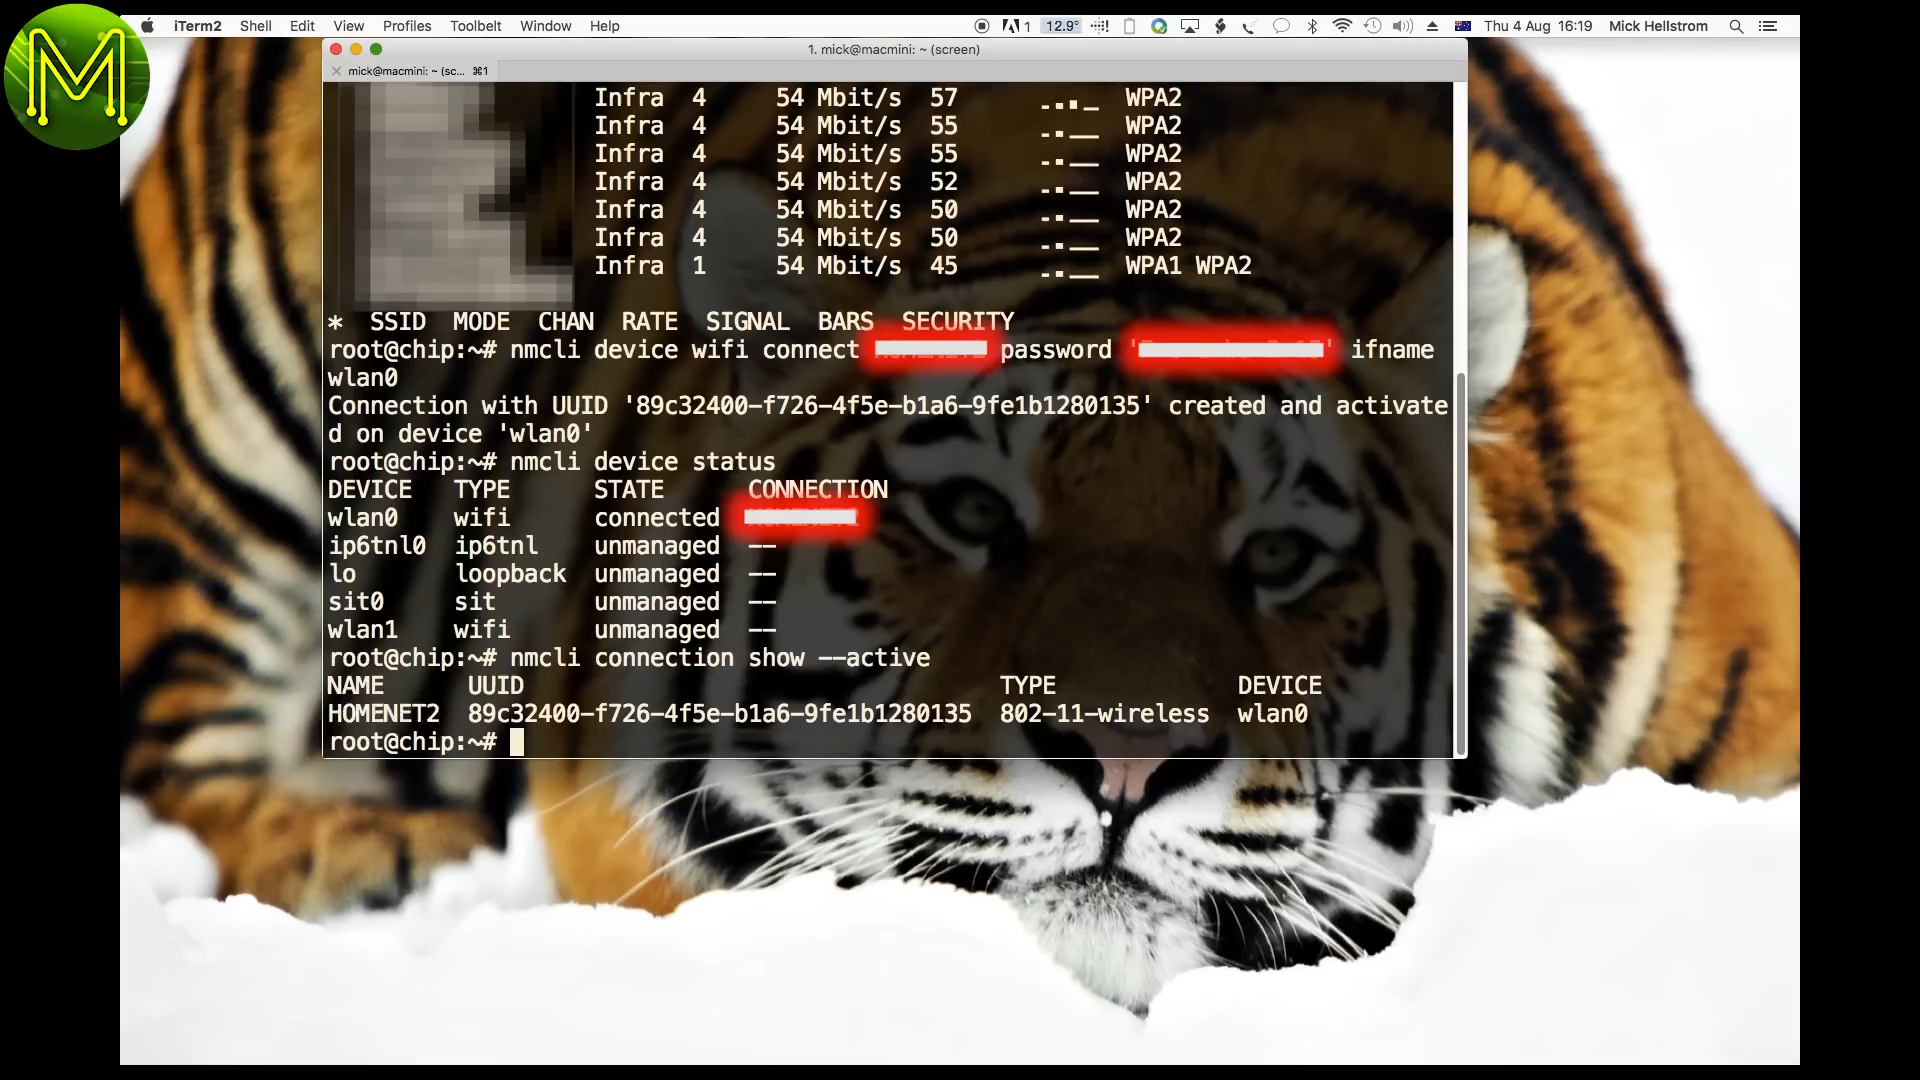 M
iTerm2 Shell Edit View Profiles Toolbelt Window Help 1 12.9° Thu 4 Aug 16:19 Mick Hellstrom
1. mick@macmini: ~ (screen)
mick@macmini: ~ (sc... ⌘1
Infra 4 54 Mbit/s 57 WPA2
Infra 4 54 Mbit/s 55 WPA2
Infra 4 54 Mbit/s 55 WPA2
Infra 4 54 Mbit/s 52 WPA2
Infra 4 54 Mbit/s 50 WPA2
Infra 4 54 Mbit/s 50 WPA2
Infra 1 54 Mbit/s 45 WPA1 WPA2
* SSID MODE CHAN RATE SIGNAL BARS SECURITY
root@chip:~# nmcli device wifi connect password ifname
wlan0
Connection with UUID '89c32400-f726-4f5e-b1a6-9fe1b1280135' created and activate
d on device 'wlan0'
root@chip:~# nmcli device status
DEVICE TYPE STATE CONNECTION
wlan0 wifi connected
ip6tnl0 ip6tnl unmanaged --
lo loopback unmanaged --
sit0 sit unmanaged --
wlan1 wifi unmanaged --
root@chip:~# nmcli connection show --active
NAME UUID TYPE DEVICE
HOMENET2 89c32400-f726-4f5e-b1a6-9fe1b1280135 802-11-wireless wlan0
root@chip:~#